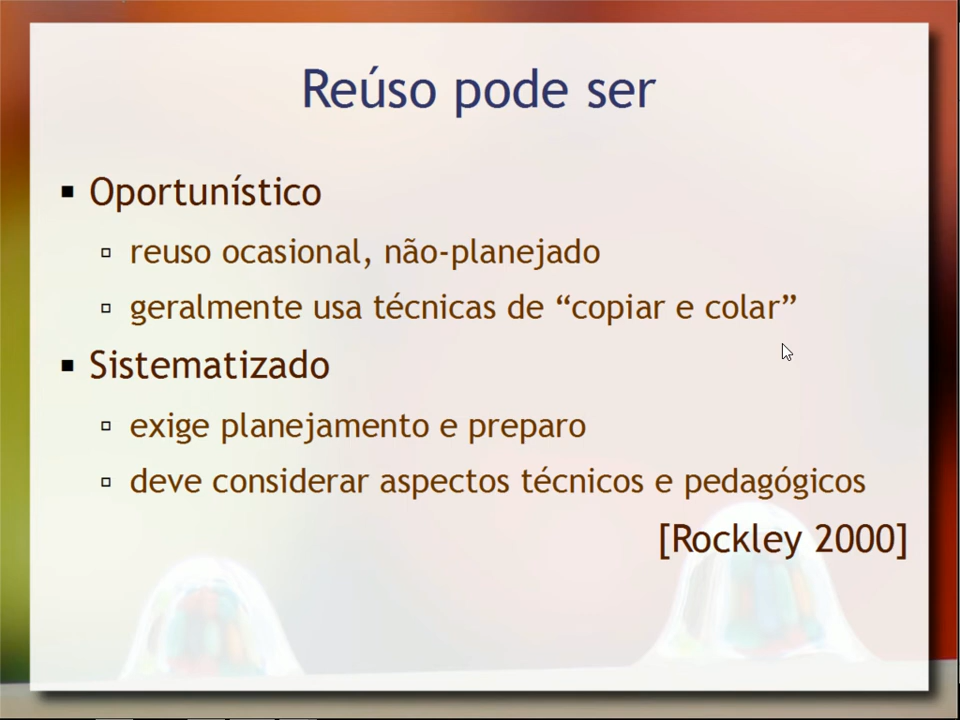 Reúso pode ser
Oportunístico
reuso ocasional, não-planejado
geralmente usa técnicas de “copiar e colar”
Sistematizado
exige planejamento e preparo
deve considerar aspectos técnicos e pedagógicos
[Rockley 2000]